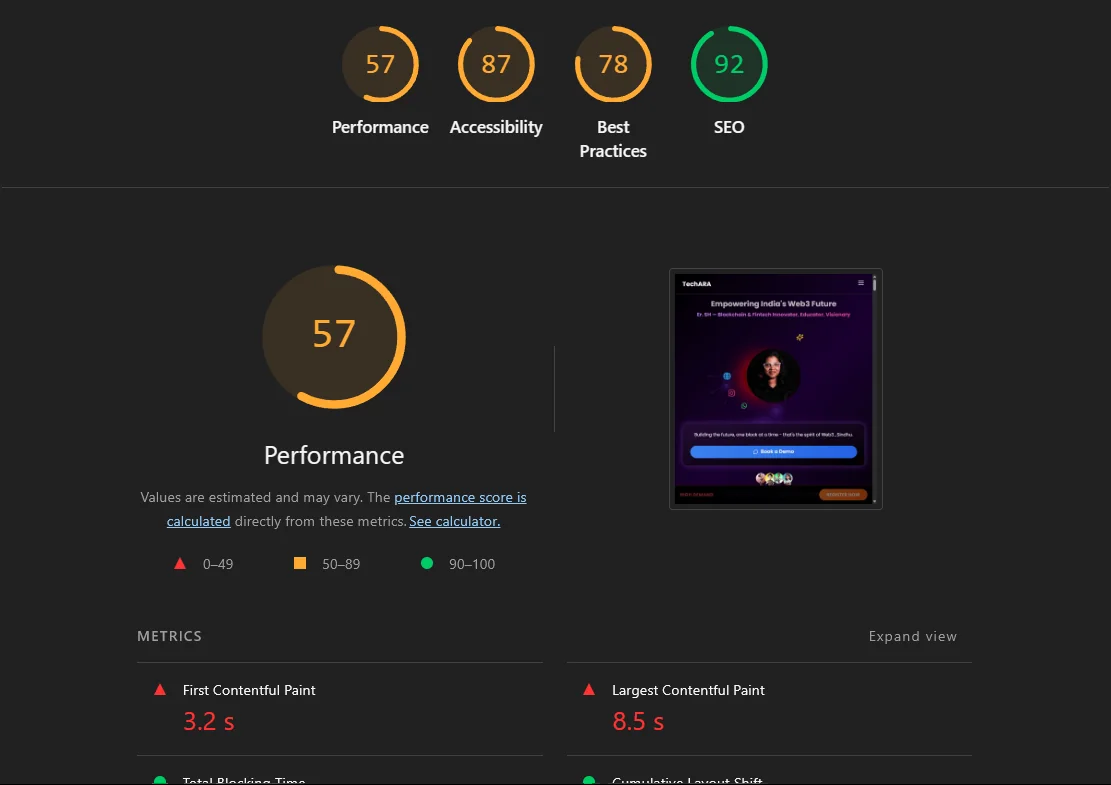 57
87
78
92
Performance
Accessibility
Best
Practices
SEO
57
Performance
Values are estimated and may vary. The performance score is
calculated directly from these metrics. See calculator.
0–49
50–89
90–100
TechARA
Empowering India's Web3 Future
Er. SH — Blockchain & Fintech Innovator, Educator, Visionary
Building the future, one block at a time - that's the spirit of Web3...Sindhu.
Book a Demo
REGISTER NOW
METRICS
Expand view
First Contentful Paint
3.2 s
Largest Contentful Paint
8.5 s
Total Blocking Time
Cumulative Layout Shift